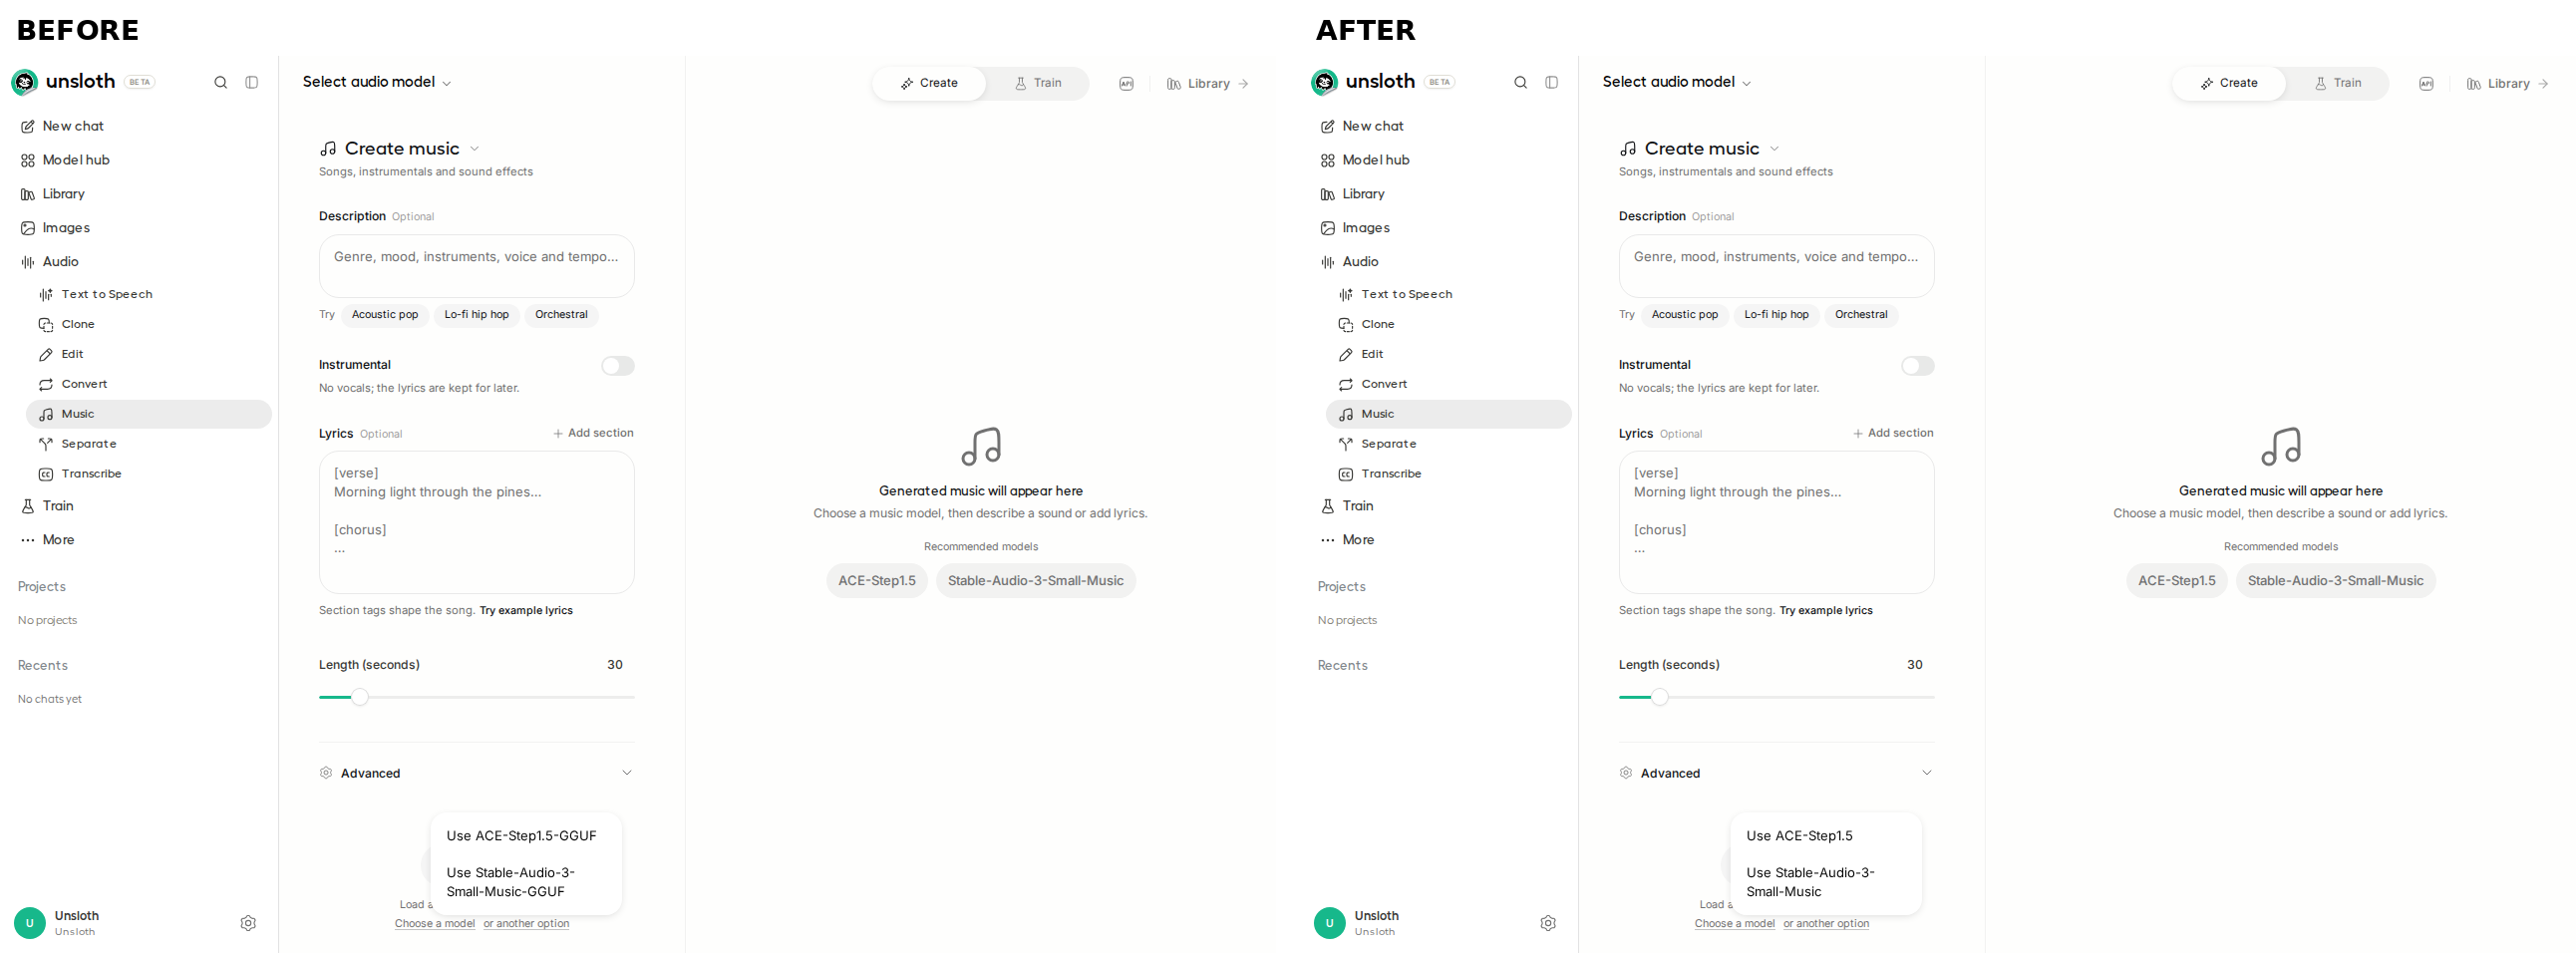 BEFORE
unsloth BETA
New chat
Model hub
Library
Images
Audio
Text to Speech
Clone
Edit
Convert
Music
Separate
Transcribe
Train
More
Projects
No projects
Recents
No chats yet
U Unsloth
Unsloth
Select audio model
Create
Train
API
Library
Create music
Songs, instrumentals and sound effects
Description Optional
Genre, mood, instruments, voice and tempo...
Try Acoustic pop Lo-fi hip hop Orchestral
Instrumental
No vocals; the lyrics are kept for later.
Lyrics Optional + Add section
[verse]
Morning light through the pines...
[chorus]
...
Section tags shape the song. Try example lyrics
Length (seconds) 30
Advanced
Use ACE-Step1.5-GGUF
Use Stable-Audio-3-
Small-Music-GGUF
Load a
Choose a model or another option
Generated music will appear here
Choose a music model, then describe a sound or add lyrics.
Recommended models
ACE-Step1.5 Stable-Audio-3-Small-Music
AFTER
unsloth BETA
New chat
Model hub
Library
Images
Audio
Text to Speech
Clone
Edit
Convert
Music
Separate
Transcribe
Train
More
Projects
No projects
Recents
U Unsloth
Unsloth
Select audio model
Create
Train
API
Library
Create music
Songs, instrumentals and sound effects
Description Optional
Genre, mood, instruments, voice and tempo...
Try Acoustic pop Lo-fi hip hop Orchestral
Instrumental
No vocals; the lyrics are kept for later.
Lyrics Optional + Add section
[verse]
Morning light through the pines...
[chorus]
...
Section tags shape the song. Try example lyrics
Length (seconds) 30
Advanced
Use ACE-Step1.5
Use Stable-Audio-3-
Small-Music
Load a
Choose a model or another option
Generated music will appear here
Choose a music model, then describe a sound or add lyrics.
Recommended models
ACE-Step1.5 Stable-Audio-3-Small-Music